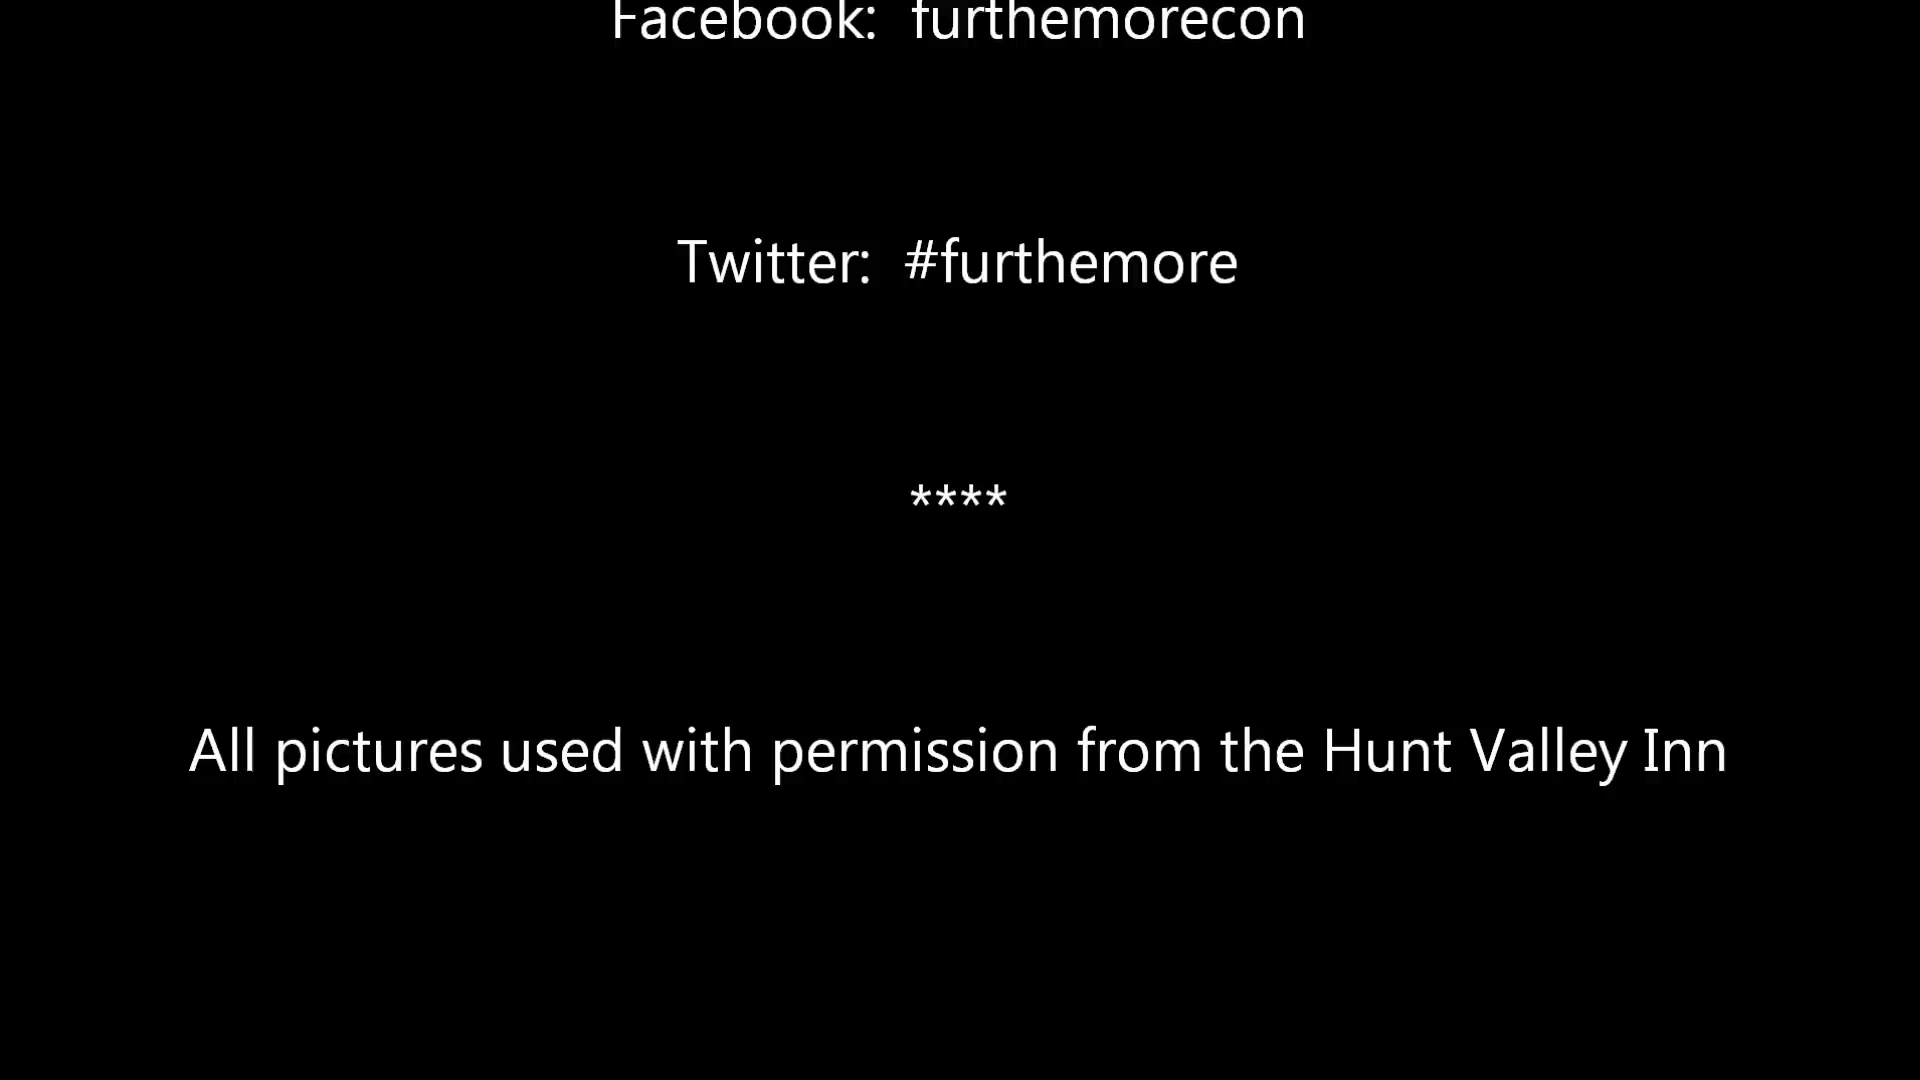 Facebook:  furthemorecon
Twitter:  #furthemore
****
All pictures used with permission from the Hunt Valley Inn